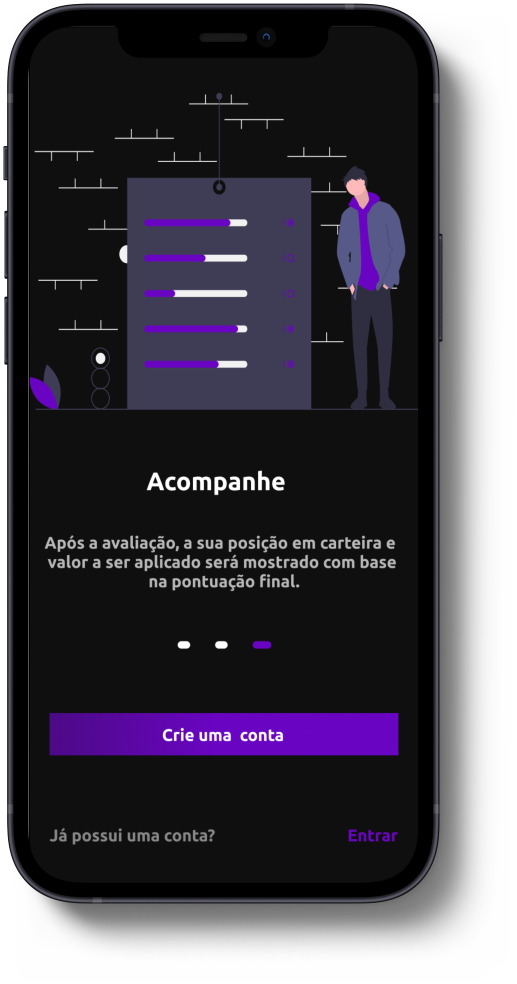 Acompanhe
Após a avaliação, a sua posição em carteira e
valor a ser aplicado será mostrado com base
na pontuação final.
Crie uma  conta
Já possui uma conta?
Entrar